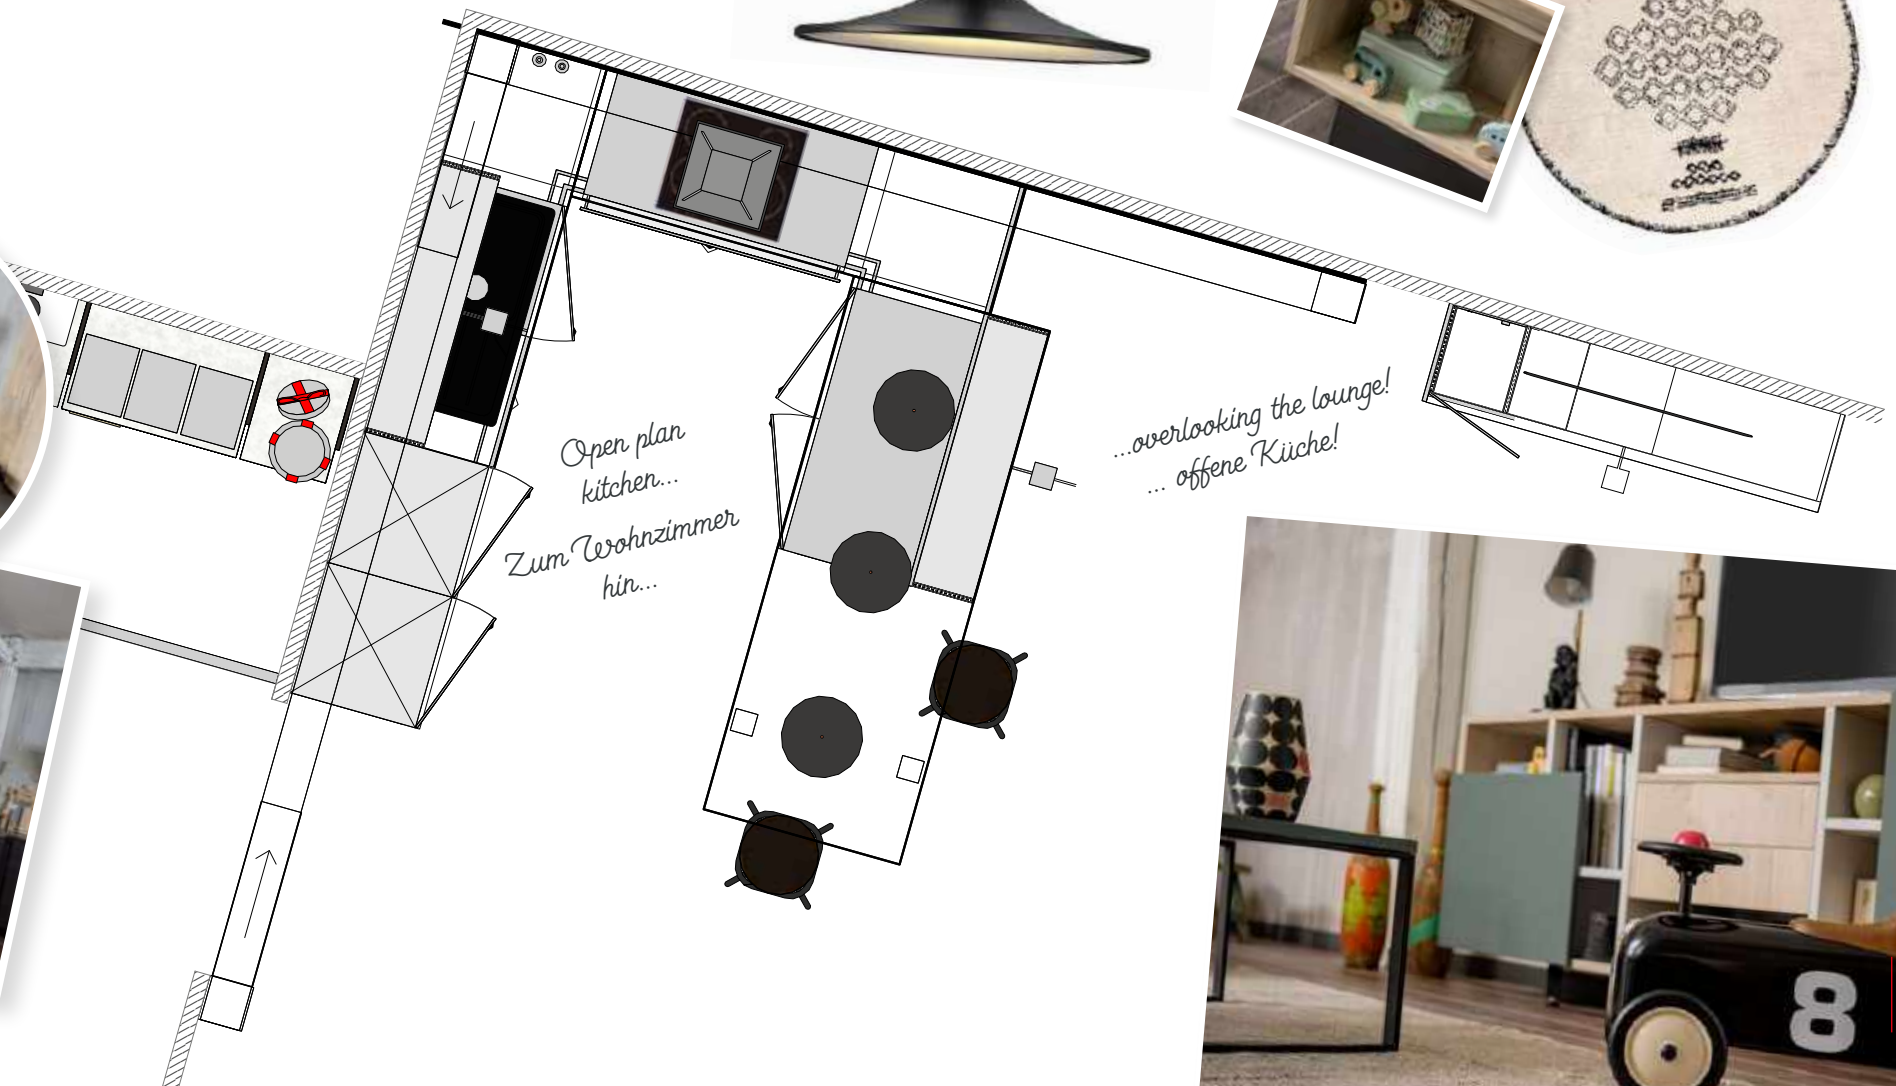 Open plan
kitchen...
Zum Wohnzimmer
hin...
...overlooking the lounge!
... offene Küche!
8